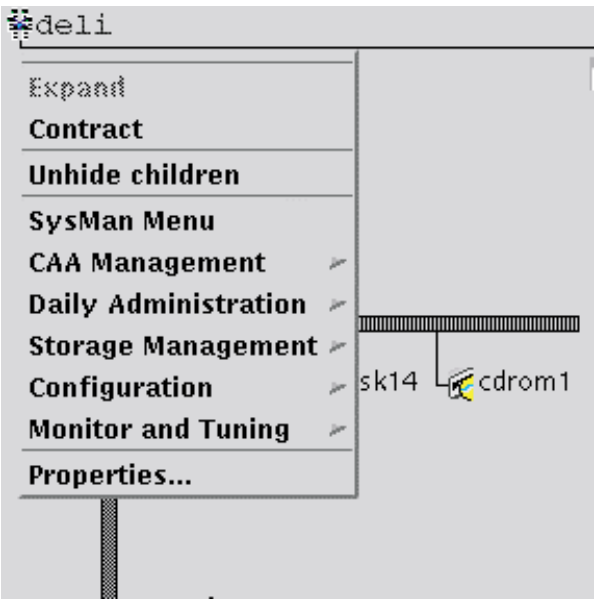 deli
Expand
Contract
Unhide children
SysMan Menu
CAA Management
Daily Administration
Storage Management
Configuration
sk14 cdrom1
Monitor and Tuning
Properties...